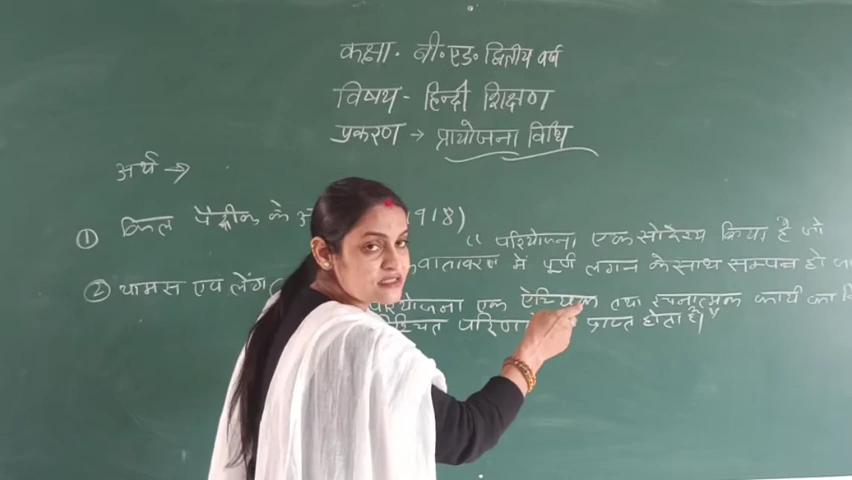 कक्षा. बी.एड. द्वितीय वर्ष
विषय - हिन्दी शिक्षण
प्रकरण → प्रायोजना विधि
अर्थ →
① किल पैट्रीक के 1918)
" परियोजना एक सोदेश्य क्रिया है जो
वातावरण में पूर्ण लगन के साथ सम्पन हो
② थामस एव लेंग
परियोजना एक ऐच्छिक तथा रचनात्मक कार्य का
प्राप्त होता है।"